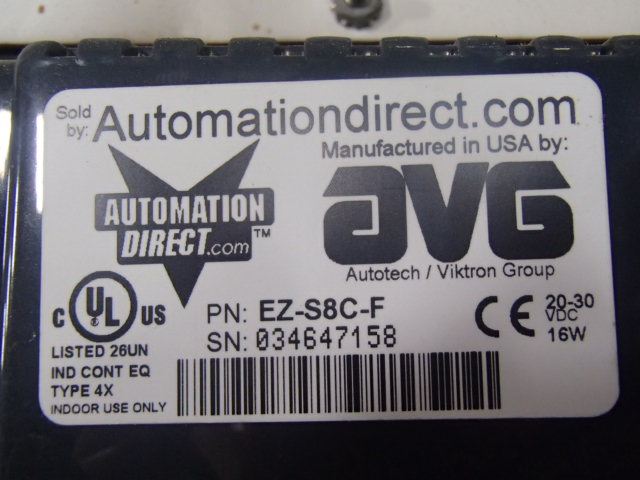 Sold by: Automationdirect.com
Manufactured in USA by:
AUTOMATION
DIRECT.com™
AVG
Autotech / Viktron Group
C UL US
LISTED 26UN
IND CONT EQ
TYPE 4X
INDOOR USE ONLY
PN: EZ-S8C-F
SN: 034647158
CE
20-30
VDC
16W